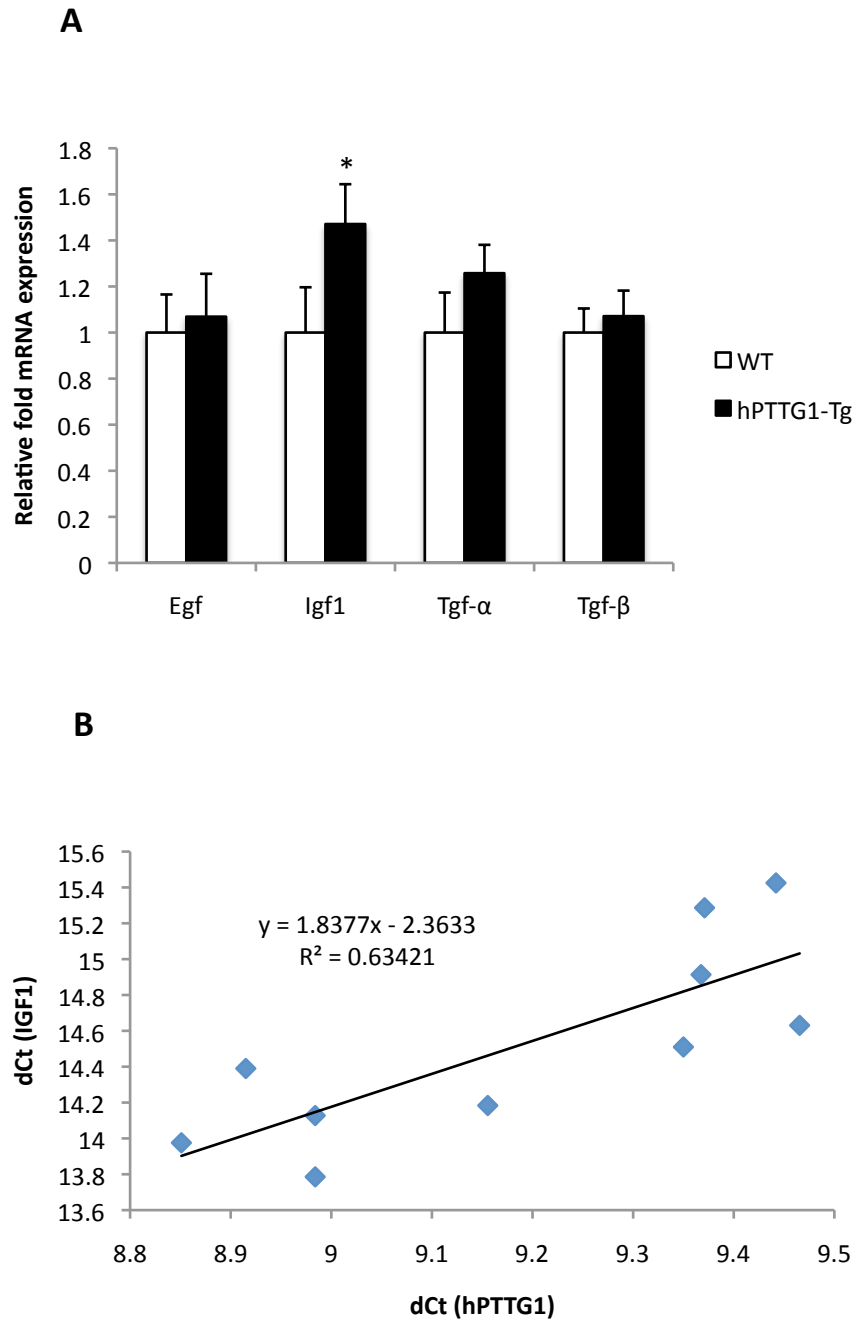 A
Relative fold mRNA expression
1.8
1.6
1.4
1.2
1
0.8
0.6
0.4
0.2
0
*
Egf
Igf1
Tgf-α
Tgf-β
WT
hPTTG1-Tg
B
dCt (IGF1)
15.6
15.4
15.2
15
14.8
14.6
14.4
14.2
14
13.8
13.6
y = 1.8377x - 2.3633
R² = 0.63421
8.8
8.9
9
9.1
9.2
9.3
9.4
9.5
dCt (hPTTG1)